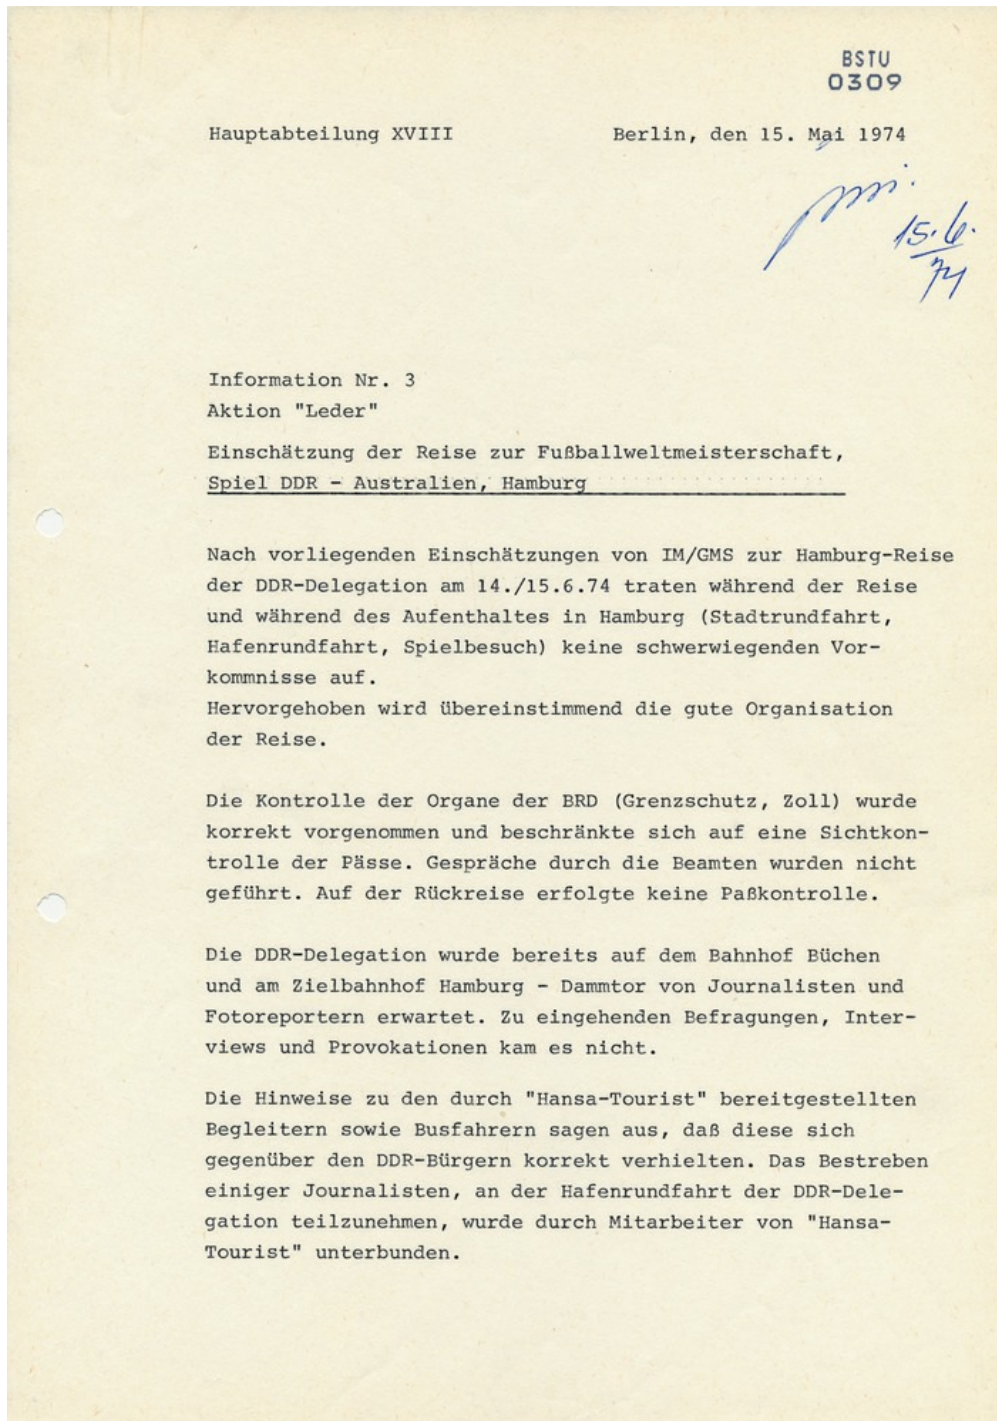 BSTU
0309
Hauptabteilung XVIII Berlin, den 15. Mai 1974
15.6.
74
Information Nr. 3
Aktion "Leder"
Einschätzung der Reise zur Fußballweltmeisterschaft,
Spiel DDR - Australien, Hamburg
Nach vorliegenden Einschätzungen von IM/GMS zur Hamburg-Reise
der DDR-Delegation am 14./15.6.74 traten während der Reise
und während des Aufenthaltes in Hamburg (Stadtrundfahrt,
Hafenrundfahrt, Spielbesuch) keine schwerwiegenden Vor-
kommnisse auf.
Hervorgehoben wird übereinstimmend die gute Organisation
der Reise.
Die Kontrolle der Organe der BRD (Grenzschutz, Zoll) wurde
korrekt vorgenommen und beschränkte sich auf eine Sichtkon-
trolle der Pässe. Gespräche durch die Beamten wurden nicht
geführt. Auf der Rückreise erfolgte keine Paßkontrolle.
Die DDR-Delegation wurde bereits auf dem Bahnhof Büchen
und am Zielbahnhof Hamburg - Dammtor von Journalisten und
Fotoreportern erwartet. Zu eingehenden Befragungen, Inter-
views und Provokationen kam es nicht.
Die Hinweise zu den durch "Hansa-Tourist" bereitgestellten
Begleitern sowie Busfahrern sagen aus, daß diese sich
gegenüber den DDR-Bürgern korrekt verhielten. Das Bestreben
einiger Journalisten, an der Hafenrundfahrt der DDR-Dele-
gation teilzunehmen, wurde durch Mitarbeiter von "Hansa-
Tourist" unterbunden.